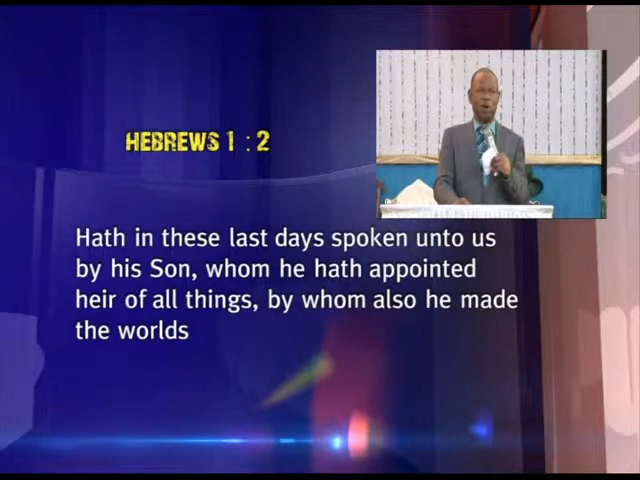 HEBREWS 1 : 2
Hath in these last days spoken unto us
by his Son, whom he hath appointed
heir of all things, by whom also he made
the worlds